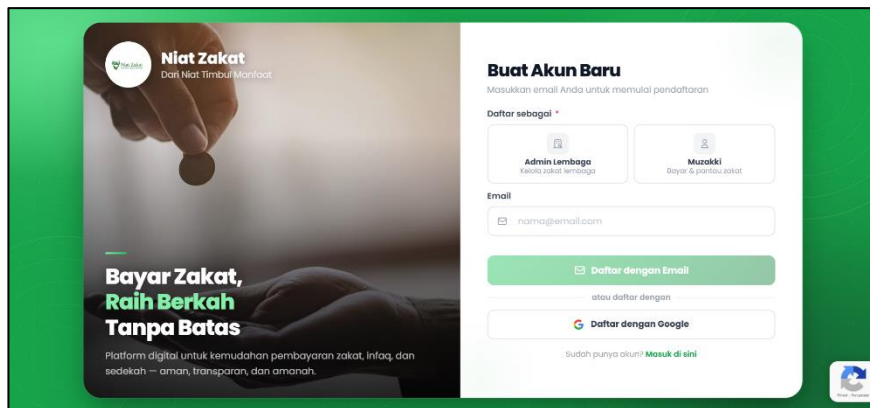 Niat Zakat
Niat Zakat
Dari Niat Timbul Manfaat
Bayar Zakat,
Raih Berkah
Tanpa Batas
Platform digital untuk kemudahan pembayaran zakat, infaq, dan
sedekah — aman, transparan, dan amanah.
Buat Akun Baru
Masukkan email Anda untuk memulai pendaftaran
Daftar sebagai *
Admin Lembaga
Kelola zakat lembaga
Muzakki
Bayar & pantau zakat
Email
nama@email.com
Daftar dengan Email
atau daftar dengan
Daftar dengan Google
Sudah punya akun? Masuk di sini